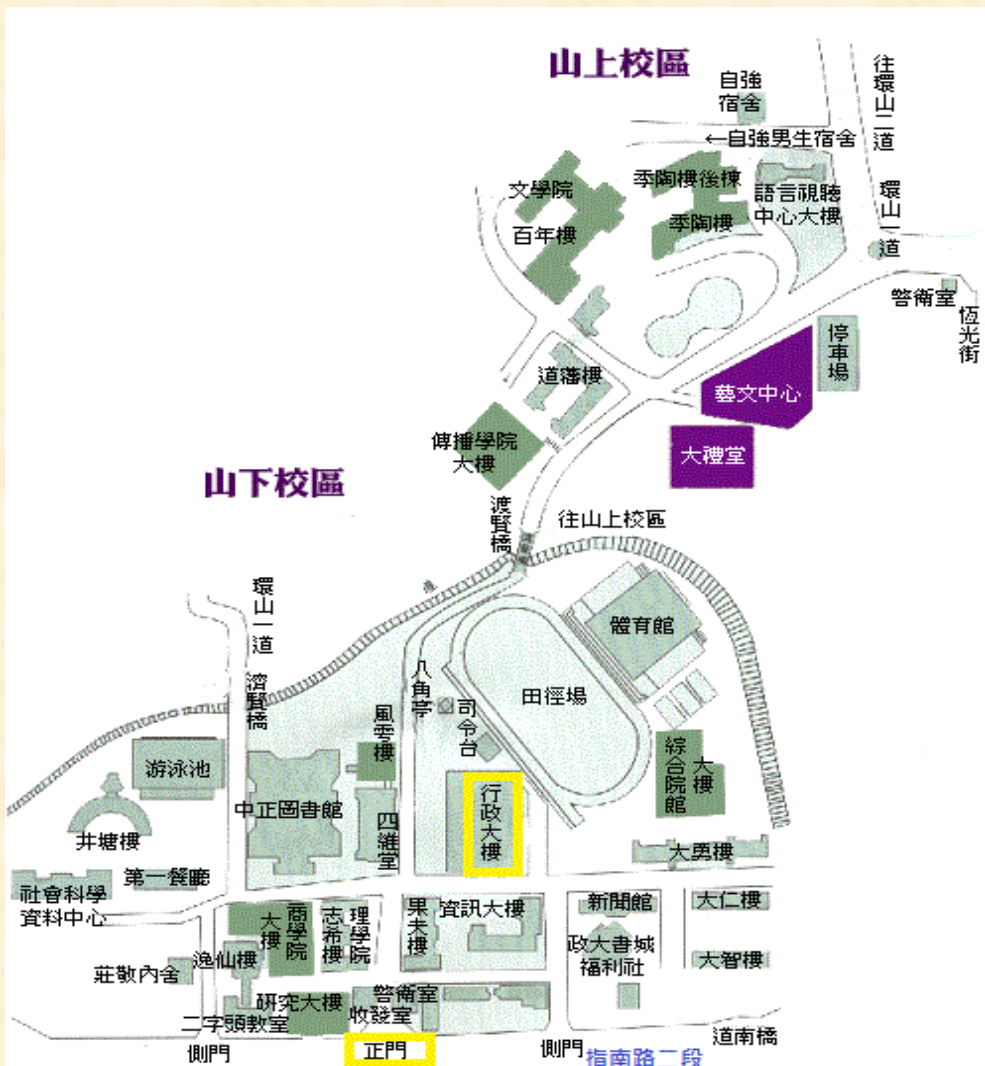 山上校區
自強
宿舍
往環山二道
←自強男生宿舍
文學院
季陶樓後棟
語言視聽
中心大樓
環山一道
百年樓
季陶樓
警衛室
恆光街
停車場
道藩樓
藝文中心
傳播學院
大樓
大禮堂
山下校區
渡賢橋
往山上校區
環山一道
體育館
濟賢橋
八角亭
田徑場
司令台
風雩樓
綜合院館
大樓
游泳池
中正圖書館
行政大樓
四維堂
井塘樓
大勇樓
第一餐廳
社會科學
資料中心
商學院
大樓
志希樓
理學院
果夫樓
資訊大樓
新聞館
大仁樓
逸仙樓
政大書城
福利社
大智樓
莊敬內舍
研究大樓
警衛室
收發室
二字頭教室
道南橋
側門
正門
側門
指南路二段